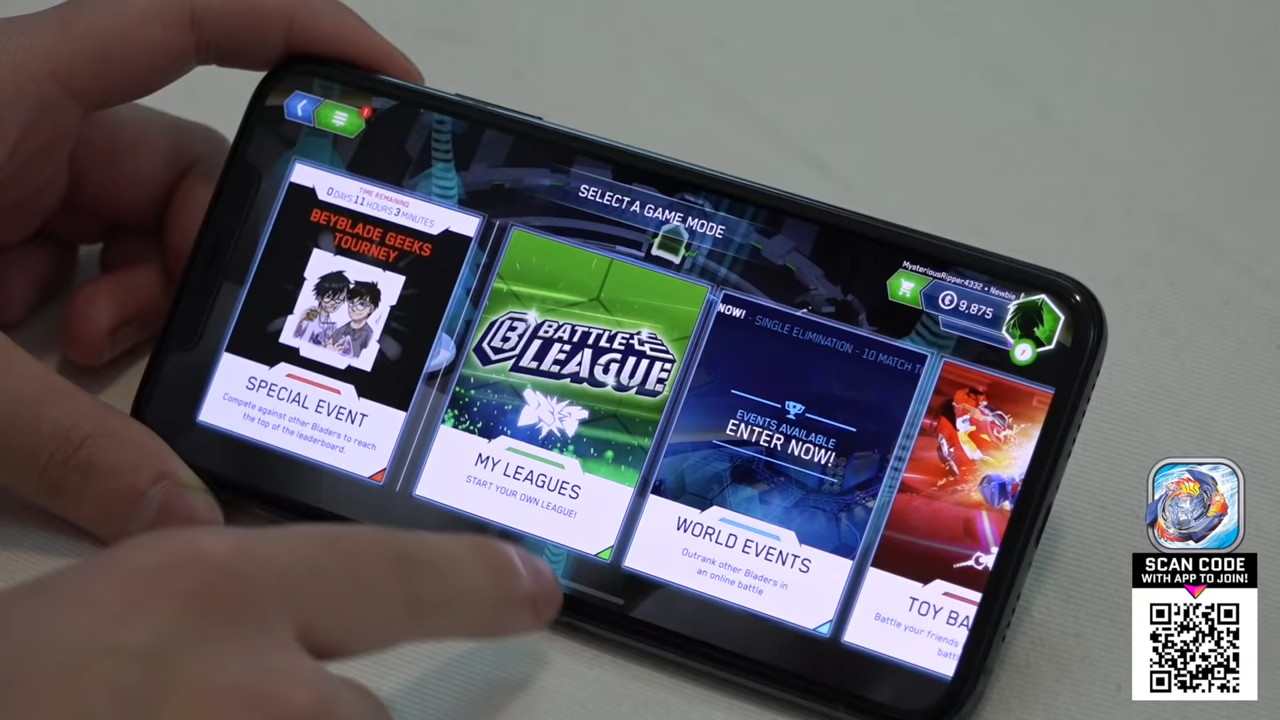 SELECT A GAME MODE
MysteriousRipper4332 • Newbie
9,875
TIME REMAINING
0 DAYS 11 HOURS 3 MINUTES
BEYBLADE GEEKS
TOURNEY
SPECIAL EVENT
Compete against other Bladers to reach
the top of the leaderboard.
B BATTLE
LEAGUE
MY LEAGUES
START YOUR OWN LEAGUE!
NOW! - SINGLE ELIMINATION - 10 MATCH T
EVENTS AVAILABLE
ENTER NOW!
WORLD EVENTS
Outrank other Bladers in
an online battle
TOY BA
Battle your friends
batt
SCAN CODE
WITH APP TO JOIN!